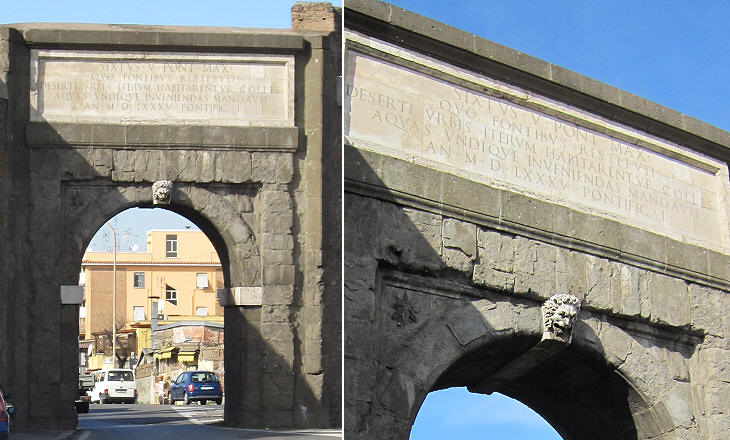 SIXTVS · V · PONT · MAX
QVO FONTIBVS RESTITVTIS
DESERTI VRBIS ITERVM HABITARENTVR COLLES
AQVAS VNDIQVE INVENIENDAS MANDAVIT
AN · M · D · LXXXV · PONTIFIC · I
SIXTVS · V · PONT · MAX
QVO FONTIBVS RESTITVTIS
DESERTI VRBIS ITERVM HABITARENTVR COLLES
AQVAS VNDIQVE INVENIENDAS MANDAVIT
AN · M · D · LXXXV · PONTIFIC · I